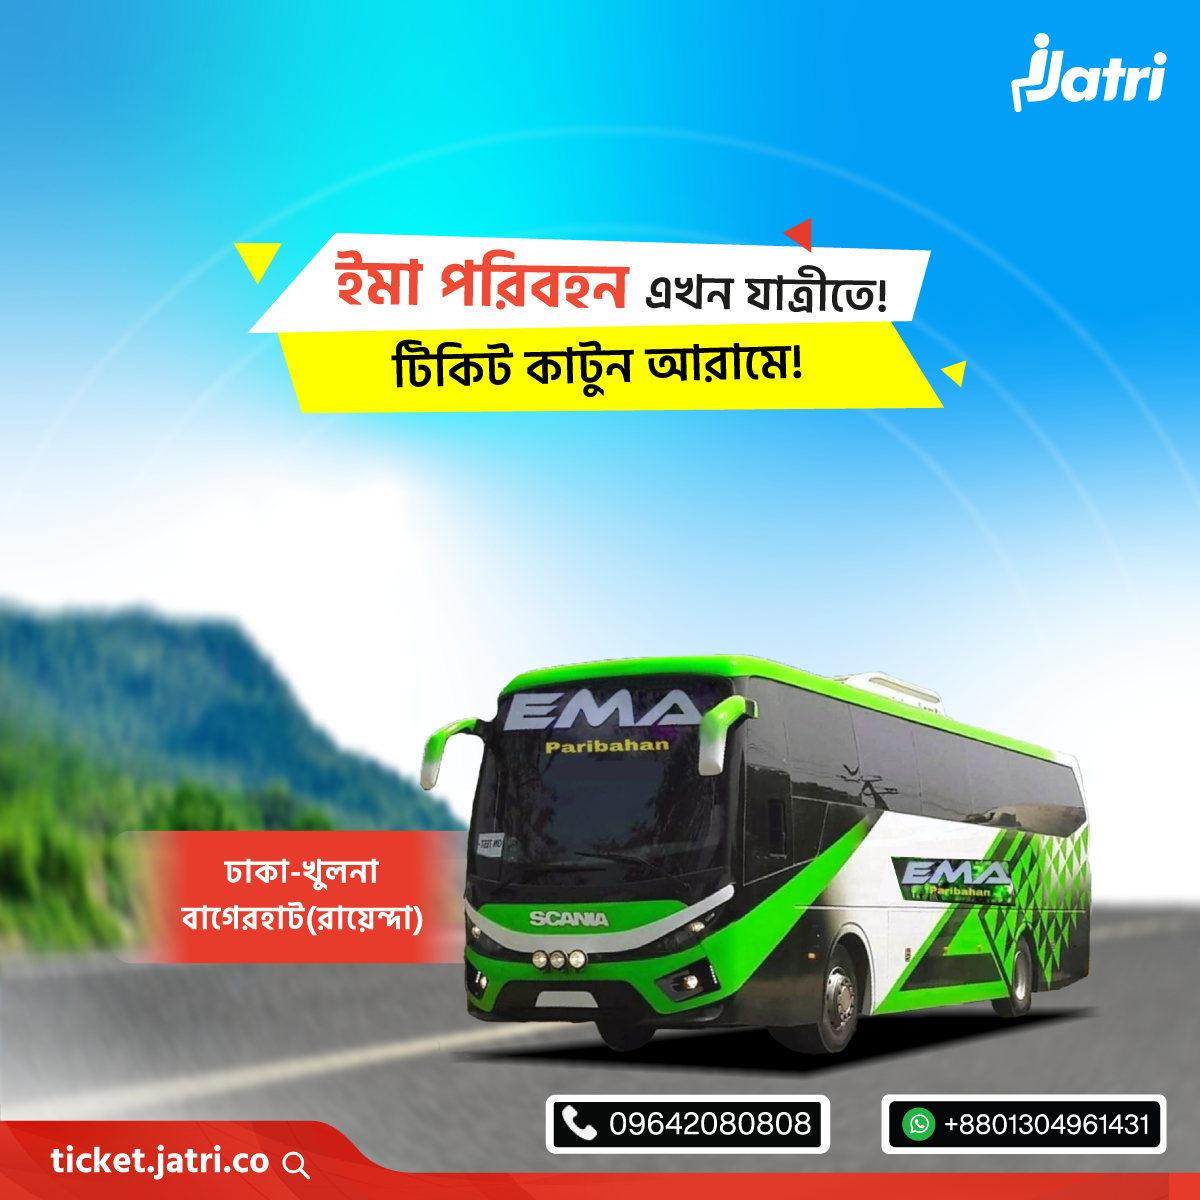 Jatri
ইমা পরিবহন এখন যাত্রীতে!
টিকিট কাটুন আরামে!
EMA
Paribahan
SCANIA
EMA
Paribahan
ঢাকা-খুলনা
বাগেরহাট(রায়েন্দা)
09642080808
+8801304961431
ticket.jatri.co